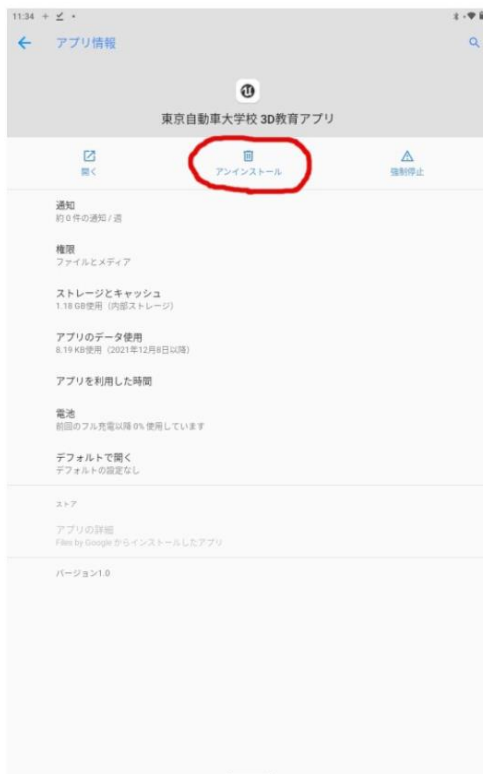 11:34
アプリ情報
東京自動車大学校 3D教育アプリ
開く
アンインストール
強制停止
通知
約 0 件の通知 / 週
権限
ファイルとメディア
ストレージとキャッシュ
1.18 GB使用（内部ストレージ）
アプリのデータ使用
8.19 KB使用（2021年12月8日以降）
アプリを利用した時間
電池
前回のフル充電以降 0% 使用しています
デフォルトで開く
デフォルトの設定なし
ストア
アプリの詳細
Files by Google からインストールしたアプリ
バージョン1.0